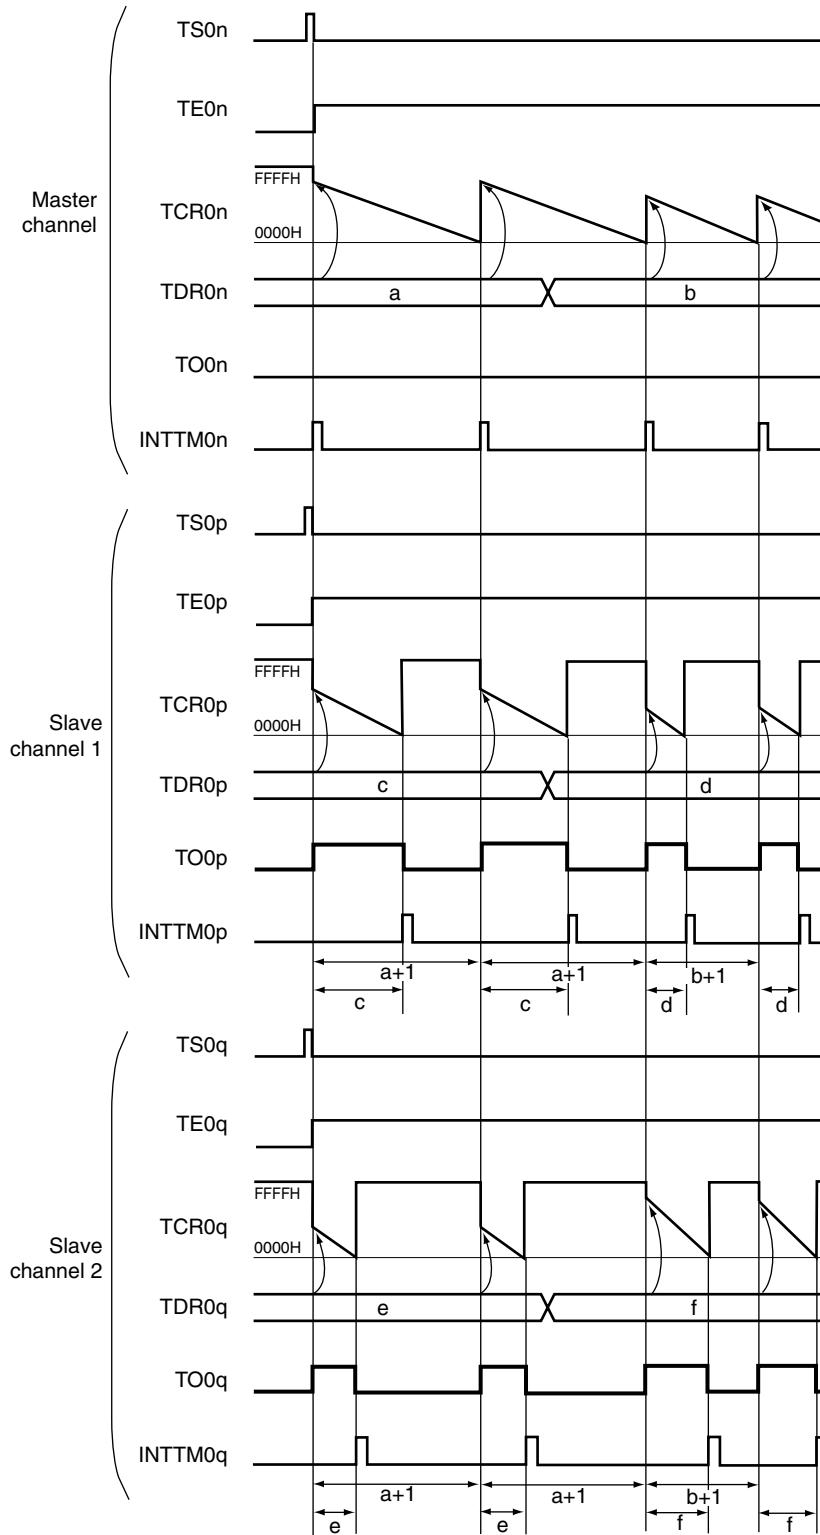 TS0n
TE0n
Master
channel
FFFFH
TCR0n
0000H
TDR0n
a
b
TO0n
INTTM0n
TS0p
TE0p
Slave
channel 1
FFFFH
TCR0p
0000H
TDR0p
c
d
TO0p
INTTM0p
a+1
a+1
b+1
c
c
d
d
TS0q
TE0q
Slave
channel 2
FFFFH
TCR0q
0000H
TDR0q
e
f
TO0q
INTTM0q
a+1
a+1
b+1
e
e
f
f